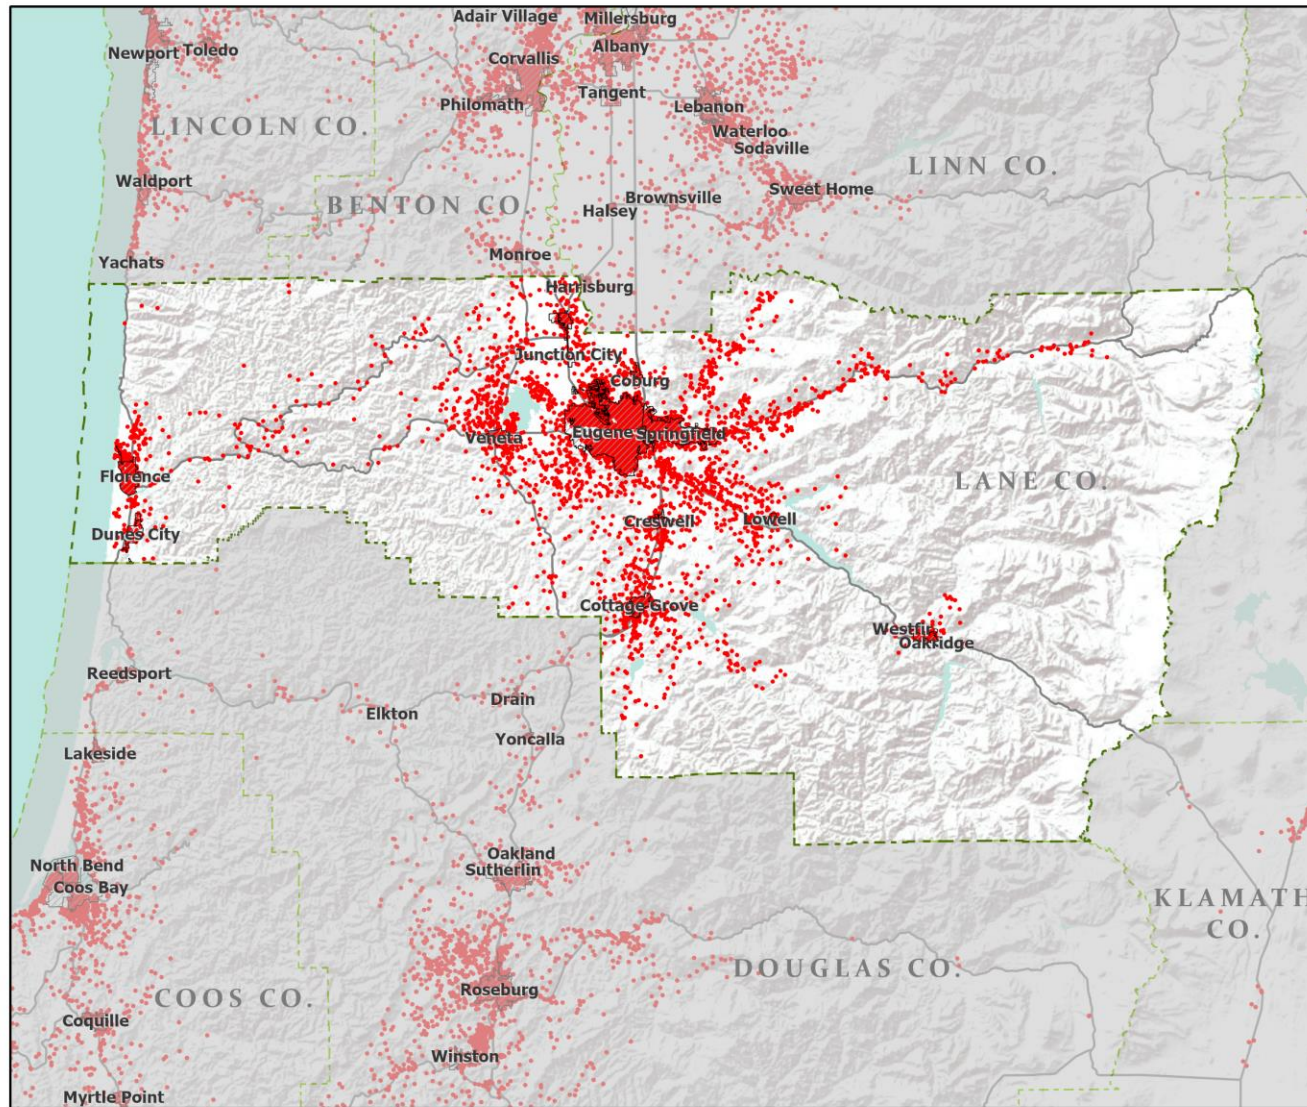 Adair Village
Millersburg
Newport
Toledo
Albany
Corvallis
Philomath
Tangent
Lebanon
LINCOLN CO.
Waterloo
Sodaville
LINN CO.
Waldport
Sweet Home
BENTON CO.
Brownsville
Halsey
Monroe
Yachats
Harrisburg
Junction City
Coburg
Veneta
Eugene
Springfield
Florence
LANE CO.
Creswell
Lowell
Dunes City
Cottage Grove
Westfir
Oakridge
Reedsport
Drain
Elkton
Yoncalla
Lakeside
Oakland
North Bend
Sutherlin
Coos Bay
KLAMATH
CO.
DOUGLAS CO.
Roseburg
COOS CO.
Coquille
Winston
Myrtle Point